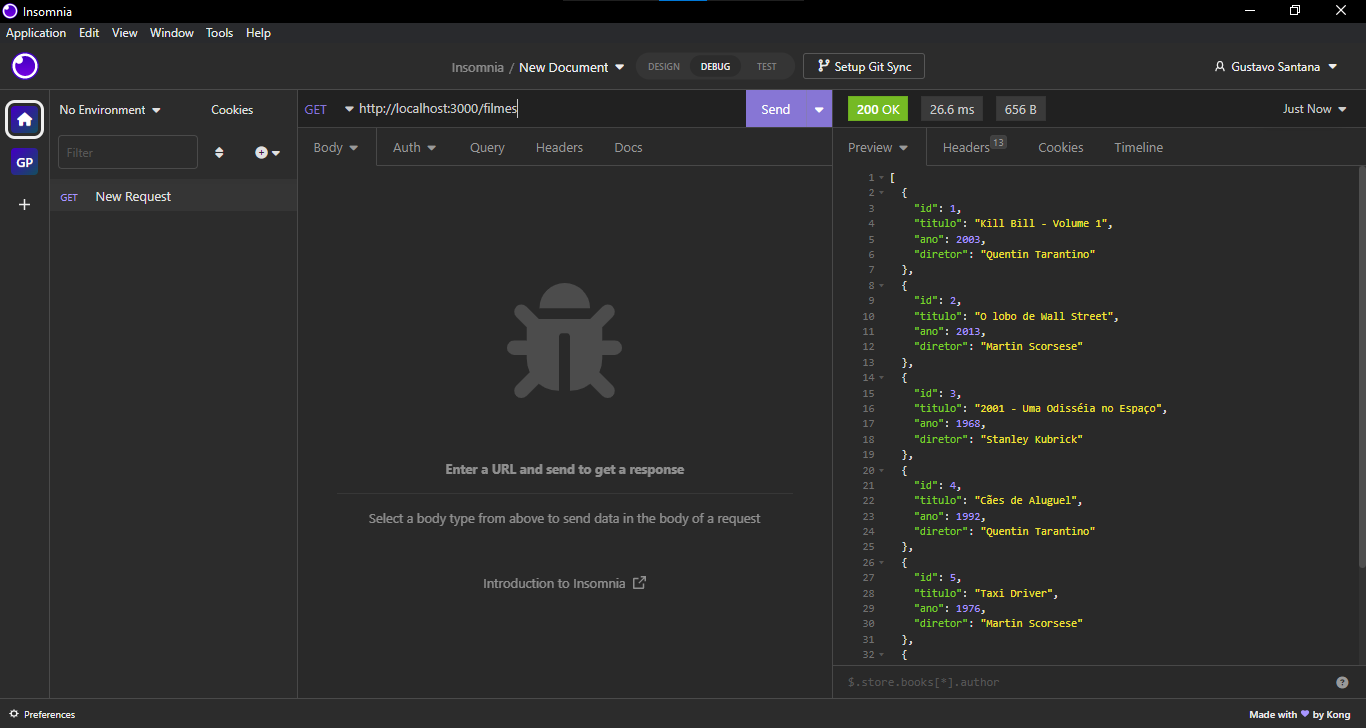 Insomnia
Application Edit View Window Tools Help
Insomnia / New Document DESIGN DEBUG TEST Setup Git Sync Gustavo Santana
No Environment Cookies
Filter
GP
GET New Request
GET http://localhost:3000/filmes Send
Body Auth Query Headers Docs
Enter a URL and send to get a response
Select a body type from above to send data in the body of a request
Introduction to Insomnia
200 OK 26.6 ms 656 B Just Now
Preview Headers 13 Cookies Timeline
1 [
2 {
3 "id": 1,
4 "titulo": "Kill Bill - Volume 1",
5 "ano": 2003,
6 "diretor": "Quentin Tarantino"
7 },
8 {
9 "id": 2,
10 "titulo": "O lobo de Wall Street",
11 "ano": 2013,
12 "diretor": "Martin Scorsese"
13 },
14 {
15 "id": 3,
16 "titulo": "2001 - Uma Odisséia no Espaço",
17 "ano": 1968,
18 "diretor": "Stanley Kubrick"
19 },
20 {
21 "id": 4,
22 "titulo": "Cães de Aluguel",
23 "ano": 1992,
24 "diretor": "Quentin Tarantino"
25 },
26 {
27 "id": 5,
28 "titulo": "Taxi Driver",
29 "ano": 1976,
30 "diretor": "Martin Scorsese"
31 },
32 {
$.store.books[*].author
Preferences
Made with ♥ by Kong